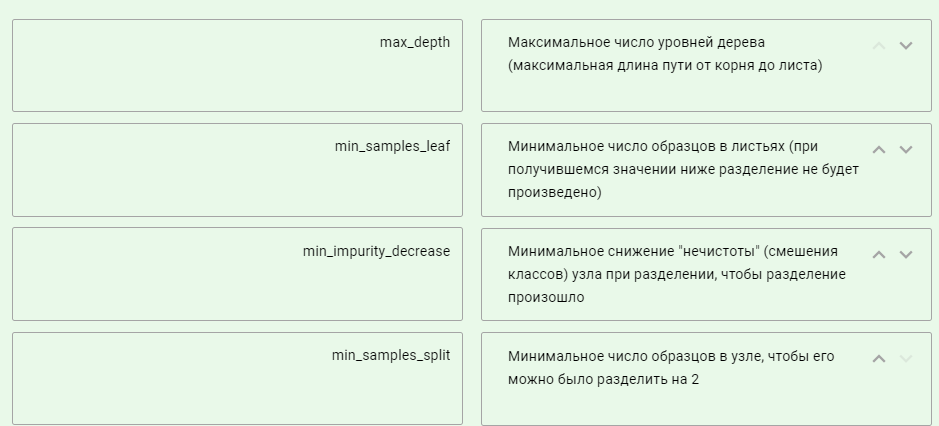 max_depth
Максимальное число уровней дерева
(максимальная длина пути от корня до листа)
min_samples_leaf
Минимальное число образцов в листьях (при
получившемся значении ниже разделение не будет
произведено)
min_impurity_decrease
Минимальное снижение "нечистоты" (смешения
классов) узла при разделении, чтобы разделение
произошло
min_samples_split
Минимальное число образцов в узле, чтобы его
можно было разделить на 2